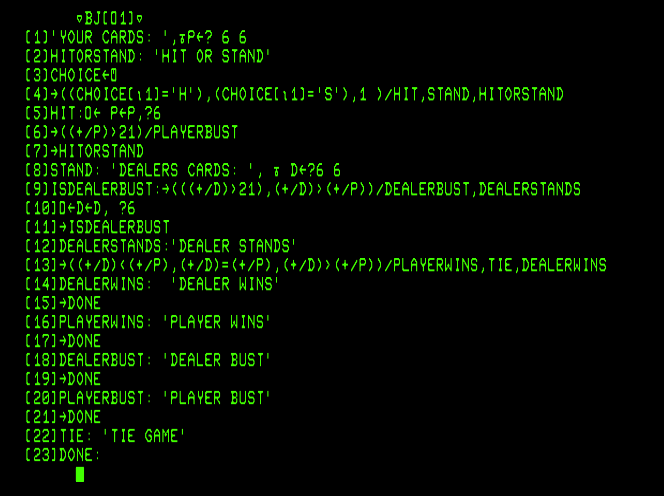 ∇BJ[⎕1]∇
[1]'YOUR CARDS: ',⍕P←? 6 6
[2]HITORSTAND: 'HIT OR STAND'
[3]CHOICE←⎕
[4]→((CHOICE[⍳1]='H'),(CHOICE[⍳1]='S'),1 )/HIT,STAND,HITORSTAND
[5]HIT:⎕← P←P,?6
[6]→((+/P)>21)/PLAYERBUST
[7]→HITORSTAND
[8]STAND: 'DEALERS CARDS: ', ⍕ D←?6 6
[9]ISDEALERBUST:→(((+/D)>21),(+/D)>(+/P))/DEALERBUST,DEALERSTANDS
[10]⎕←D←D, ?6
[11]→ISDEALERBUST
[12]DEALERSTANDS:'DEALER STANDS'
[13]→((+/D)<(+/P),(+/D)=(+/P),(+/D)>(+/P))/PLAYERWINS,TIE,DEALERWINS
[14]DEALERWINS:  'DEALER WINS'
[15]→DONE
[16]PLAYERWINS: 'PLAYER WINS'
[17]→DONE
[18]DEALERBUST: 'DEALER BUST'
[19]→DONE
[20]PLAYERBUST: 'PLAYER BUST'
[21]→DONE
[22]TIE: 'TIE GAME'
[23]DONE: